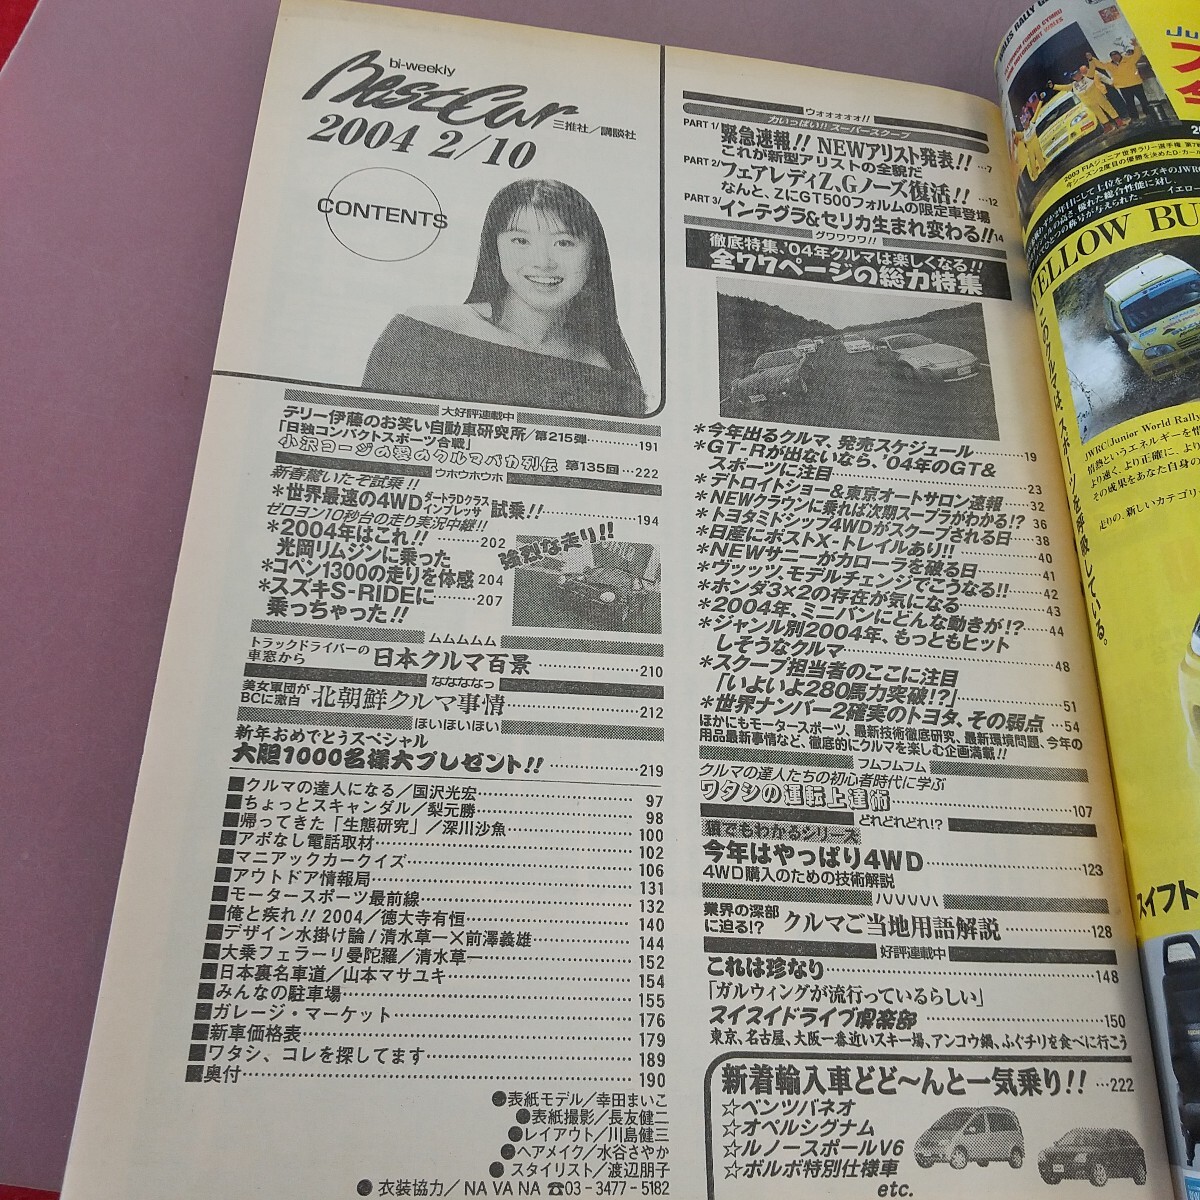 bi-weekly
BestCar
三推社/講談社
2004 2/10
CONTENTS
大好評連載中
テリー伊藤のお笑い自動車研究所/第215弾…………191
「日独コンパクトスポーツ合戦」
小沢コージの愛のクルマバカ列伝 第135回…222
ウホウホウホ
新春驚いたぞ試乗!!
*世界最速の4WDダートラDクラスインプレッサ試乗!!…………194
ゼロヨン10秒台の走り実況中継!!
*2004年はこれ!!…………202
光岡リムジンに乗った
*コペン1300の走りを体感 204
*スズキS-RIDEに…………207
乗っちゃった!!
強烈な走り!!
ムムムムム
トラックドライバーの車窓から 日本クルマ百景…………210
なななななっ
美女軍団がBCに激白 北朝鮮クルマ事情…………212
ほいほいほい
新年おめでとうスペシャル
大胆1000名様大プレゼント!!…………219
■クルマの達人になる/国沢光宏…………97
■ちょっとスキャンダル/梨元勝…………98
■帰ってきた「生態研究」/深川沙魚…………100
■アポなし電話取材…………102
■マニアックカークイズ…………106
■アウトドア情報局…………131
■モータースポーツ最前線…………132
■俺と疾れ!! 2004/徳大寺有恒…………140
■デザイン水掛け論/清水草一×前澤義雄…………144
■大乗フェラーリ曼陀羅/清水草一…………152
■日本裏名車道/山本マサユキ…………154
■みんなの駐車場…………155
■ガレージ・マーケット…………176
■新車価格表…………179
■ワタシ、コレを探してます…………189
■奥付…………190
●表紙モデル/幸田まいこ
●表紙撮影/長友健二
●レイアウト/川島健三
●ヘアメイク/水谷さやか
●スタイリスト/渡辺朋子
●衣装協力/NA VA NA ☎03-3477-5182
ウォォォォォ!!
力いっぱい!! スーパースクープ
PART 1/緊急速報!! NEWアリスト発表!!…7
これが新型アリストの全貌だ
PART 2/フェアレディZ、Gノーズ復活!!…12
なんと、ZにGT500フォルムの限定車登場
PART 3/インテグラ&セリカ生まれ変わる!! 14
グワワワワ!!
徹底特集、'04年クルマは楽しくなる!!
全77ページの総力特集
*今年出るクルマ、発売スケジュール…………19
*GT-Rが出ないなら、'04年のGT&
スポーツに注目…………23
*デトロイトショー&東京オートサロン速報…………32
*NEWクラウンに乗れば次期スープラがわかる!? 36
*トヨタミドシップ4WDがスクープされる日…38
*日産にポストX-トレイルあり!!…………40
*NEWサニーがカローラを破る日…………41
*ヴッッツ、モデルチェンジでこうなる!!…………42
*ホンダ3×2の存在が気になる…………43
*2004年、ミニバンにどんな動きが!?…44
*ジャンル別2004年、もっともヒット
しそうなクルマ…………48
*スクープ担当者のここに注目
「いよいよ280馬力突破!?」…………51
*世界ナンバー2確実のトヨタ、その弱点…54
ほかにもモータースポーツ、最新技術徹底研究、最新環境問題、今年の
用品最新事情など、徹底的にクルマを楽しむ企画満載!!
フムフムフム
クルマの達人たちの初心者時代に学ぶ
ワタシの運転上達術…………107
どれどれどれ!?
猿でもわかるシリーズ
今年はやっぱり4WD…………123
4WD購入のための技術解説
業界の深部に迫る!? クルマご当地用語解説…………128
好評連載中
これは珍なり…………148
「ガルウィングが流行っているらしい」
スイスイドライブ倶楽部…………150
東京、名古屋、大阪一番近いスキー場、アンコウ鍋、ふぐチリを食べに行こう
新着輸入車どど〜んと一気乗り!!…222
☆ベンツバネオ
☆オペルシグナム
☆ルノースポールV6
☆ボルボ特別仕様車
etc.
YELLOW BU
このクルマは、スポーツを呼吸している。
スイフト